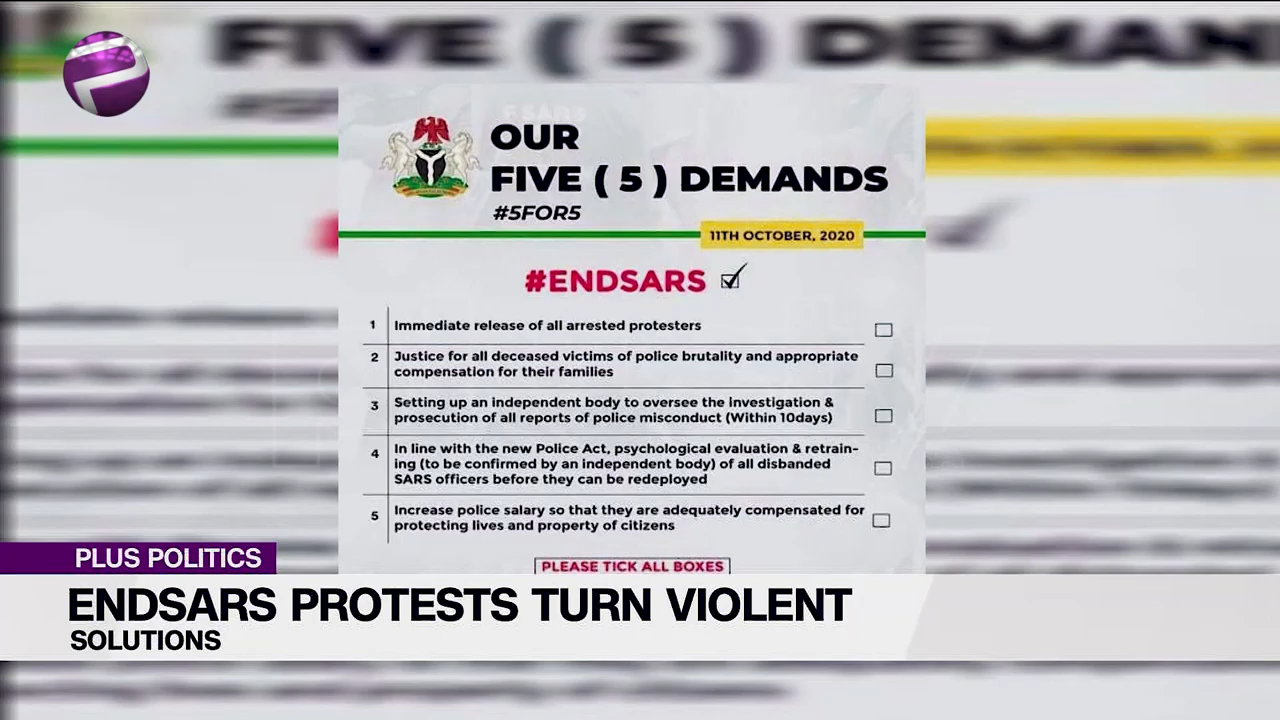 FIVE ( 5 ) DEMAN
OUR
FIVE ( 5 ) DEMANDS
#5FOR5
11TH OCTOBER, 2020
#ENDSARS
1 Immediate release of all arrested protesters
2 Justice for all deceased victims of police brutality and appropriate
compensation for their families
3 Setting up an independent body to oversee the investigation &
prosecution of all reports of police misconduct (Within 10days)
4 In line with the new Police Act, psychological evaluation & retrain-
ing (to be confirmed by an independent body) of all disbanded
SARS officers before they can be redeployed
5 Increase police salary so that they are adequately compensated for
protecting lives and property of citizens
PLEASE TICK ALL BOXES
PLUS POLITICS
ENDSARS PROTESTS TURN VIOLENT
SOLUTIONS